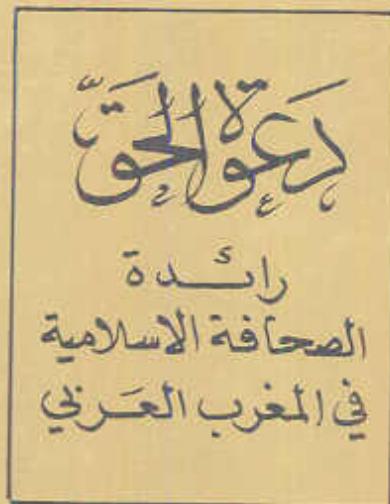 دعوة الحق
رائدة
الصحافة الاسلامية
في المغرب العربي